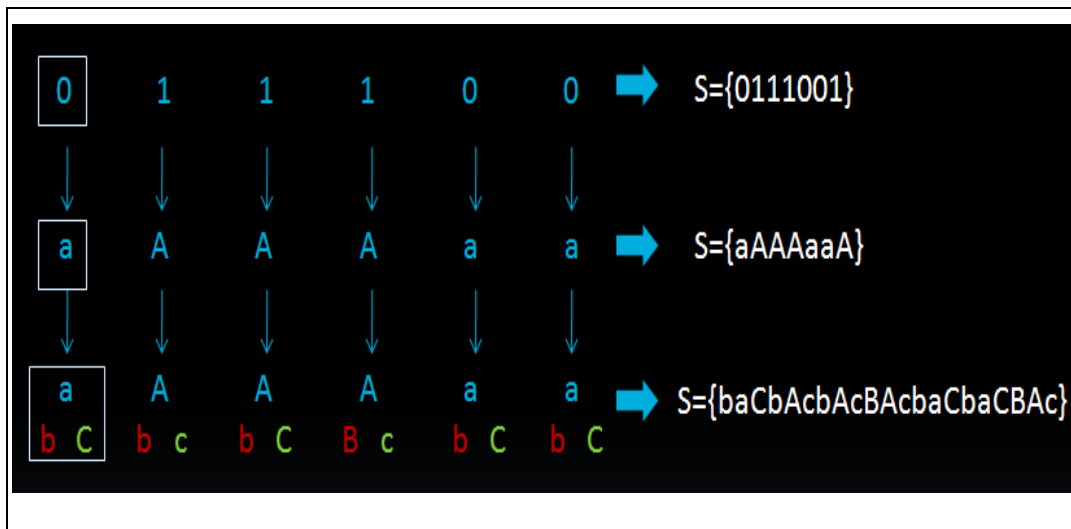 0 1 1 1 0 0 S={0111001}
a A A A a a S={aAAAaaA}
a A A A a a S={baCbAcbAcBAcbaCbaCBAc}
b C b c b C B c b C b C